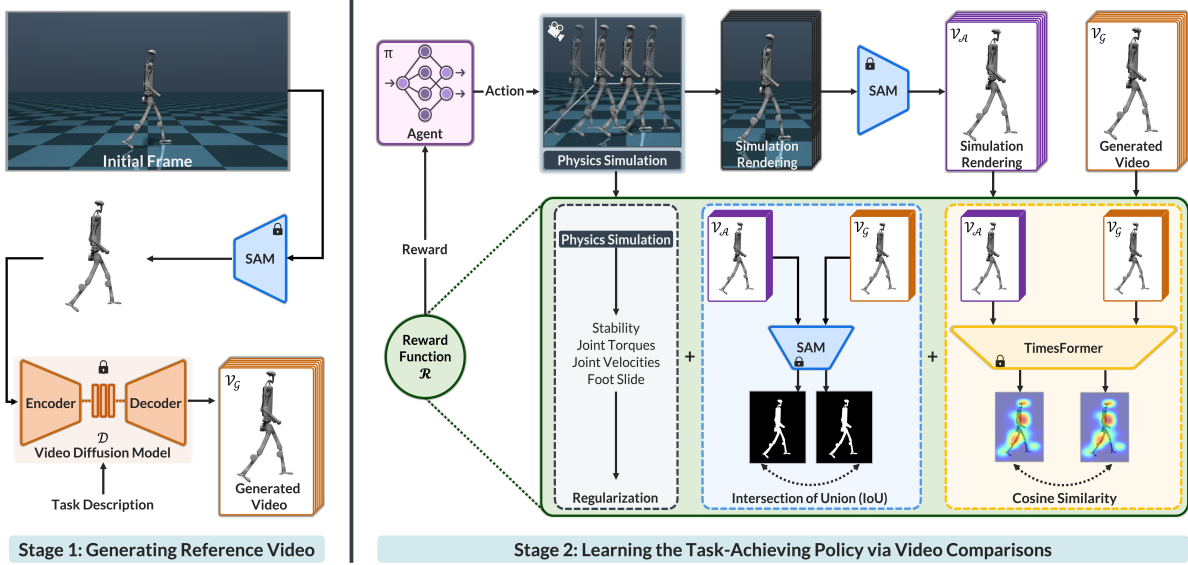 Initial Frame
SAM
Encoder
Decoder
𝒟
Video Diffusion Model
Task Description
𝒱𝒢
Generated
Video
Stage 1: Generating Reference Video
π
Agent
Action
Physics Simulation
Simulation
Rendering
SAM
𝒱𝒜
Simulation
Rendering
𝒱𝒢
Generated
Video
Reward
Reward
Function
ℛ
Physics Simulation
Stability
Joint Torques
Joint Velocities
Foot Slide
Regularization
+
𝒱𝒜
𝒱𝒢
SAM
Intersection of Union (IoU)
+
𝒱𝒜
𝒱𝒢
TimesFormer
Cosine Similarity
Stage 2: Learning the Task-Achieving Policy via Video Comparisons